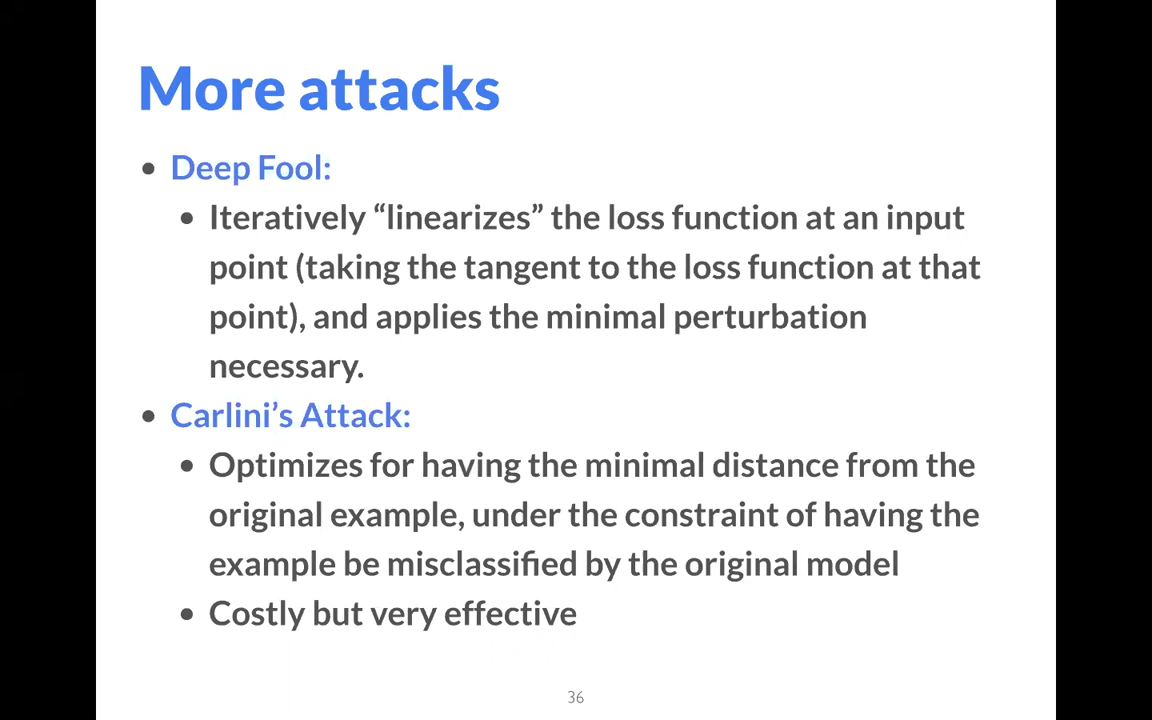 More attacks
• Deep Fool:
• Iteratively “linearizes” the loss function at an input
point (taking the tangent to the loss function at that
point), and applies the minimal perturbation
necessary.
• Carlini’s Attack:
• Optimizes for having the minimal distance from the
original example, under the constraint of having the
example be misclassified by the original model
• Costly but very effective
36